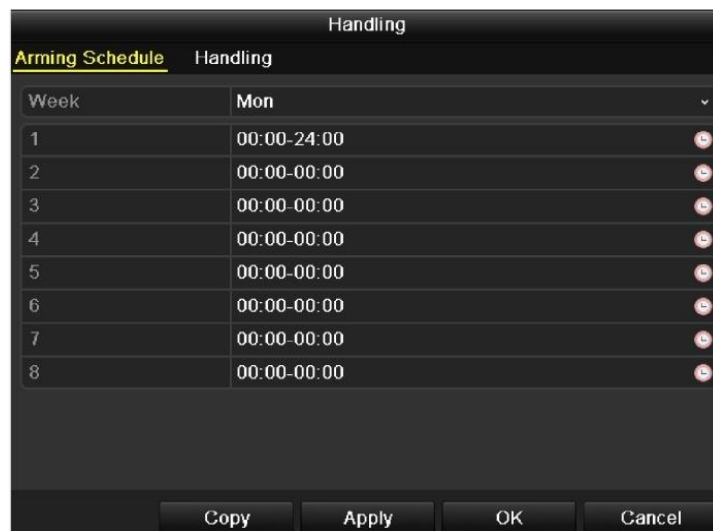 Handling
Arming Schedule Handling
Week Mon
1 00:00-24:00
2 00:00-00:00
3 00:00-00:00
4 00:00-00:00
5 00:00-00:00
6 00:00-00:00
7 00:00-00:00
8 00:00-00:00
Copy Apply OK Cancel